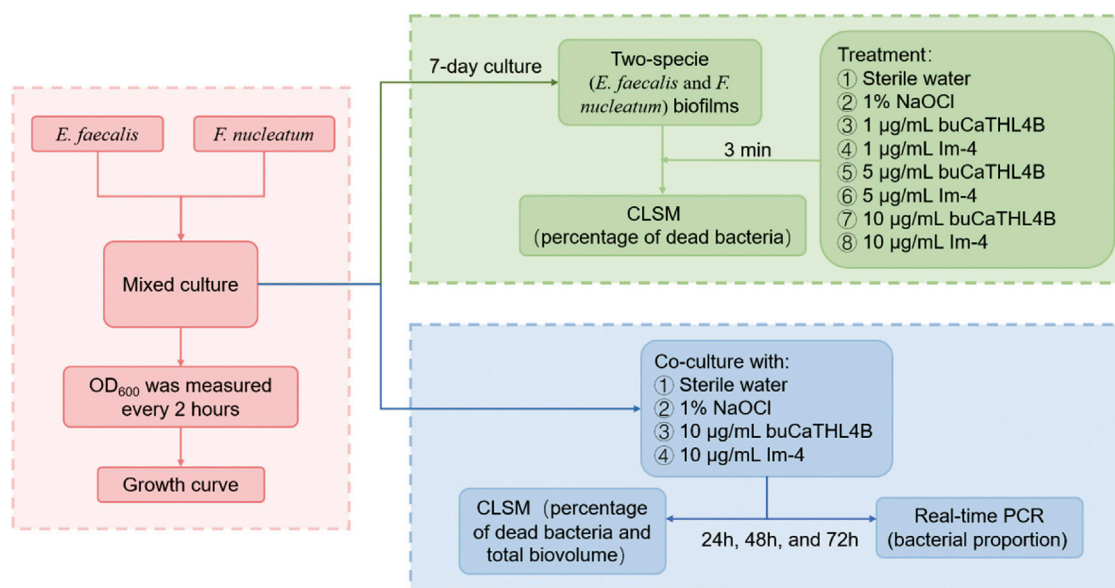 E. faecalis
F. nucleatum
Mixed culture
OD₆₀₀ was measured
every 2 hours
Growth curve
7-day culture
Two-specie
(E. faecalis and F.
nucleatum) biofilms
3 min
CLSM
(percentage of dead bacteria)
Treatment:
① Sterile water
② 1% NaOCl
③ 1 μg/mL buCaTHL4B
④ 1 μg/mL Im-4
⑤ 5 μg/mL buCaTHL4B
⑥ 5 μg/mL Im-4
⑦ 10 μg/mL buCaTHL4B
⑧ 10 μg/mL Im-4
Co-culture with:
① Sterile water
② 1% NaOCl
③ 10 μg/mL buCaTHL4B
④ 10 μg/mL Im-4
CLSM (percentage
of dead bacteria and
total biovolume)
24h, 48h, and 72h
Real-time PCR
(bacterial proportion)